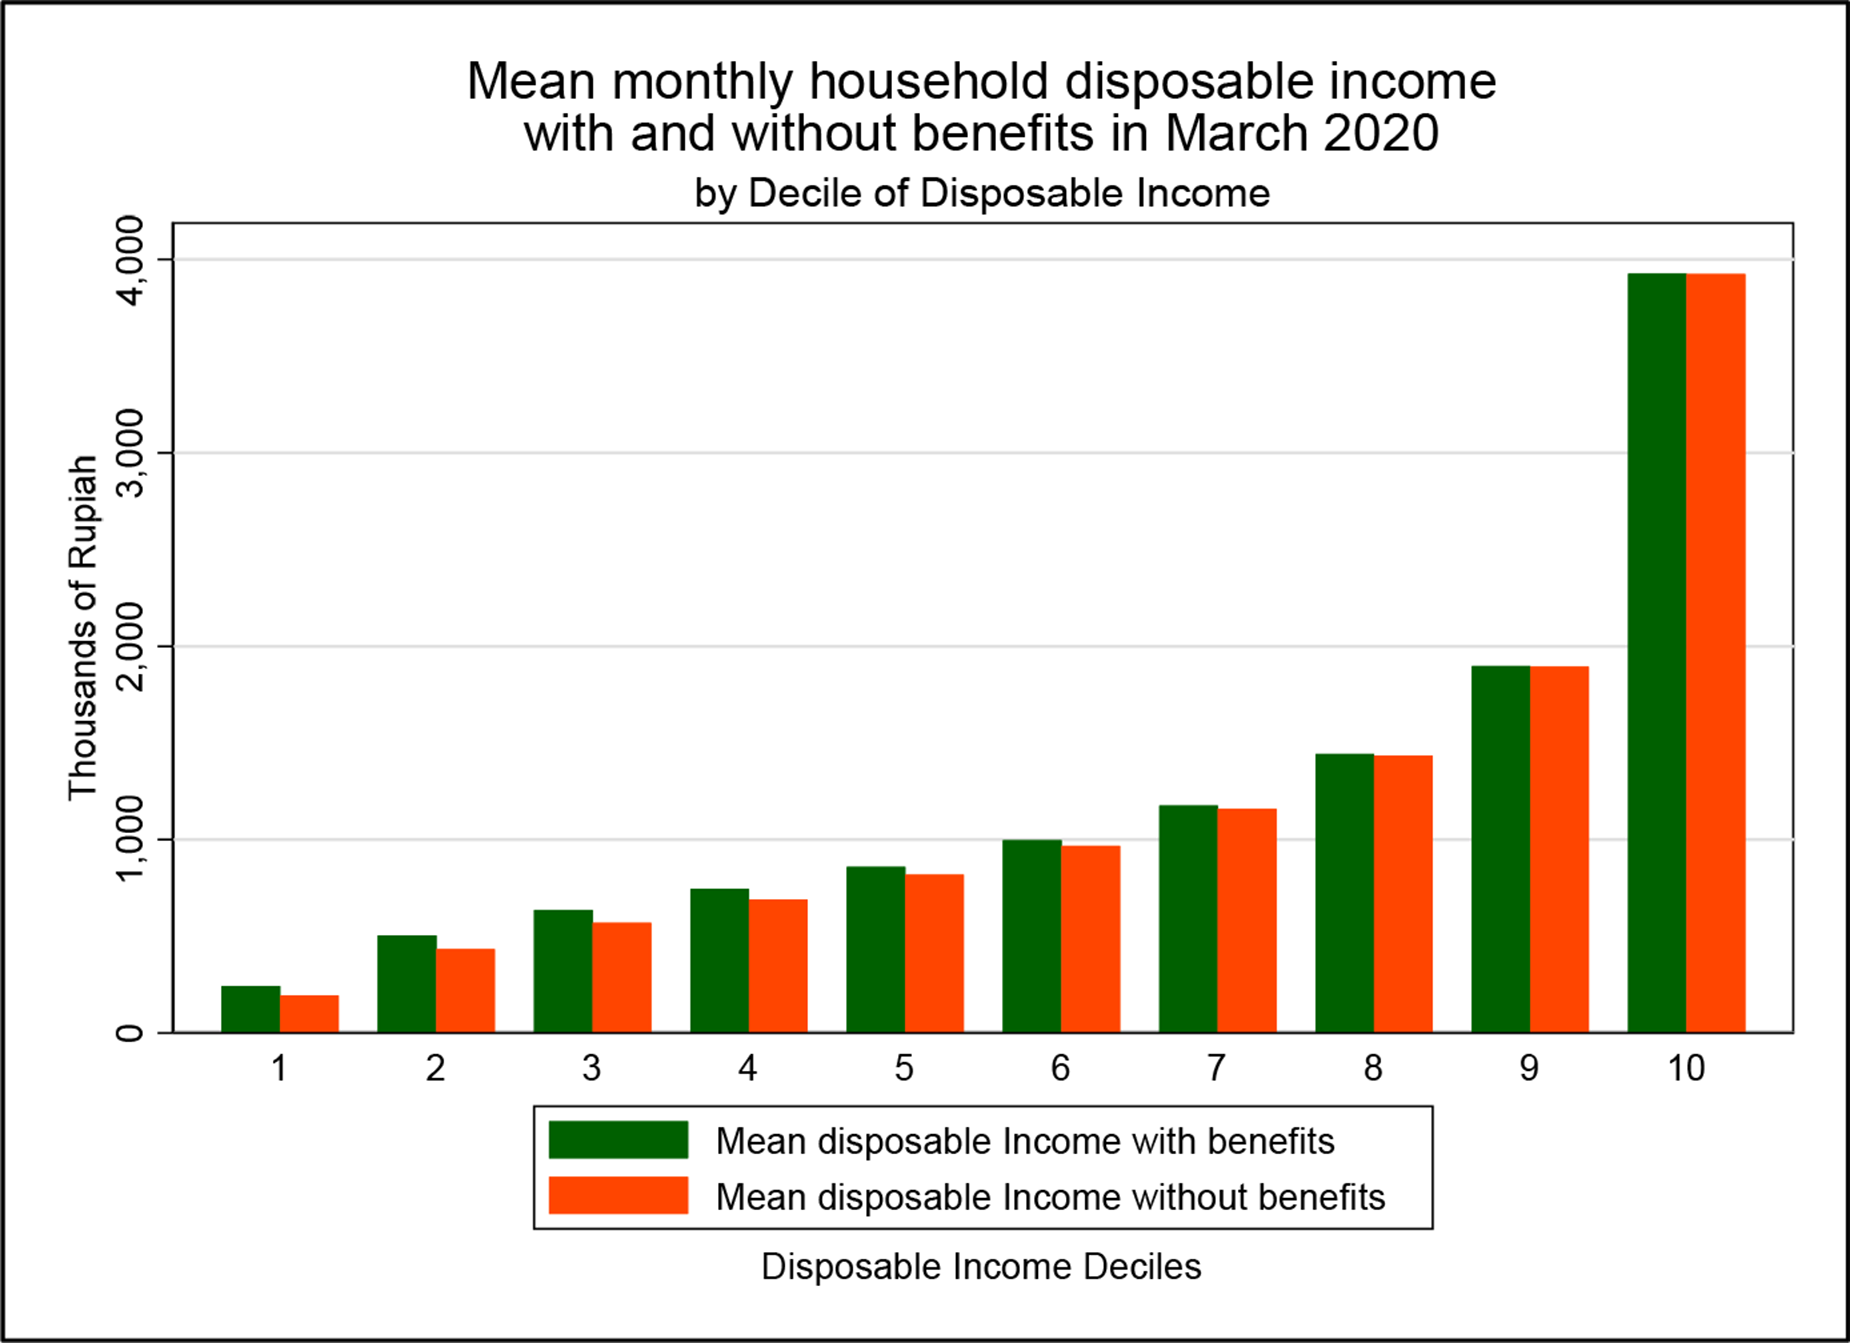 Mean monthly household disposable income
with and without benefits in March 2020
by Decile of Disposable Income
Thousands of Rupiah
4,000
3,000
2,000
1,000
0
1 2 3 4 5 6 7 8 9 10
Mean disposable Income with benefits
Mean disposable Income without benefits
Disposable Income Deciles